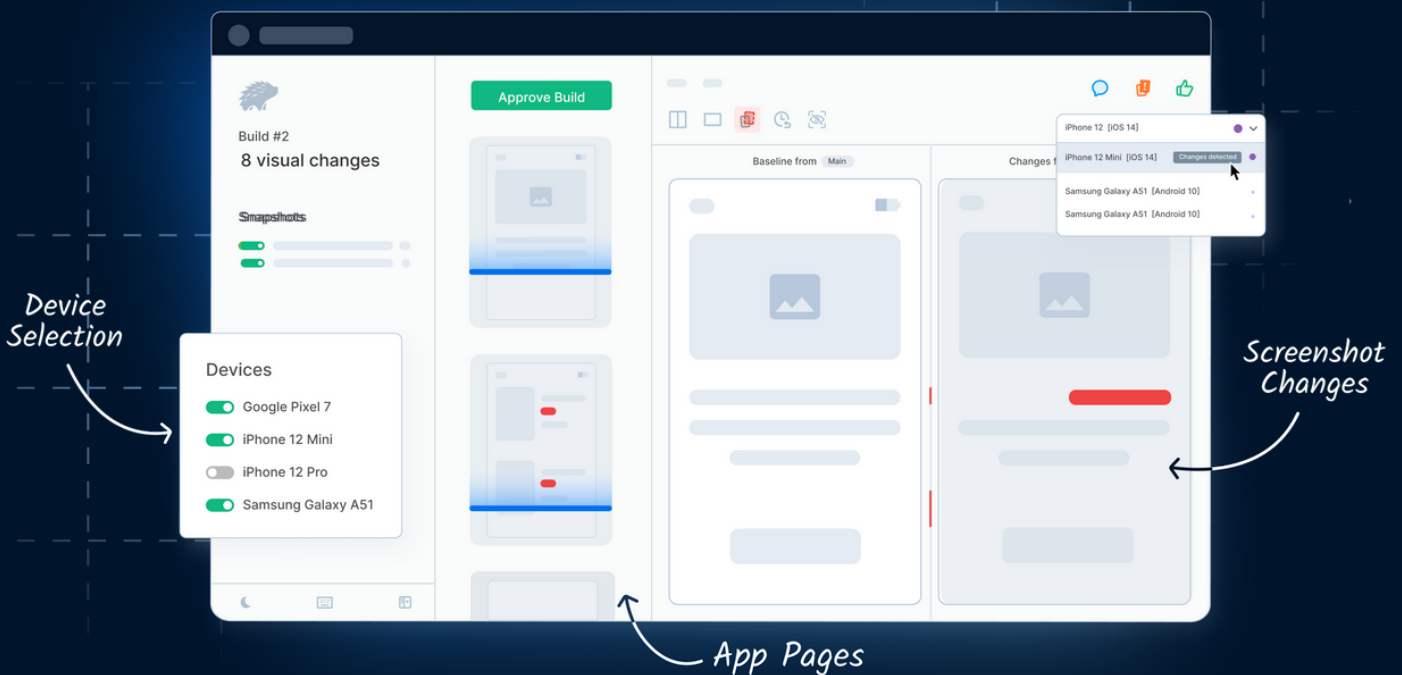 Approve Build
Build #2
8 visual changes
Snapshots
Baseline from Main
Changes f
iPhone 12 [iOS 14]
iPhone 12 Mini [iOS 14] Changes detected
Samsung Galaxy A51 [Android 10]
Samsung Galaxy A51 [Android 10]
Device
Selection
Devices
Google Pixel 7
iPhone 12 Mini
iPhone 12 Pro
Samsung Galaxy A51
Screenshot
Changes
App Pages